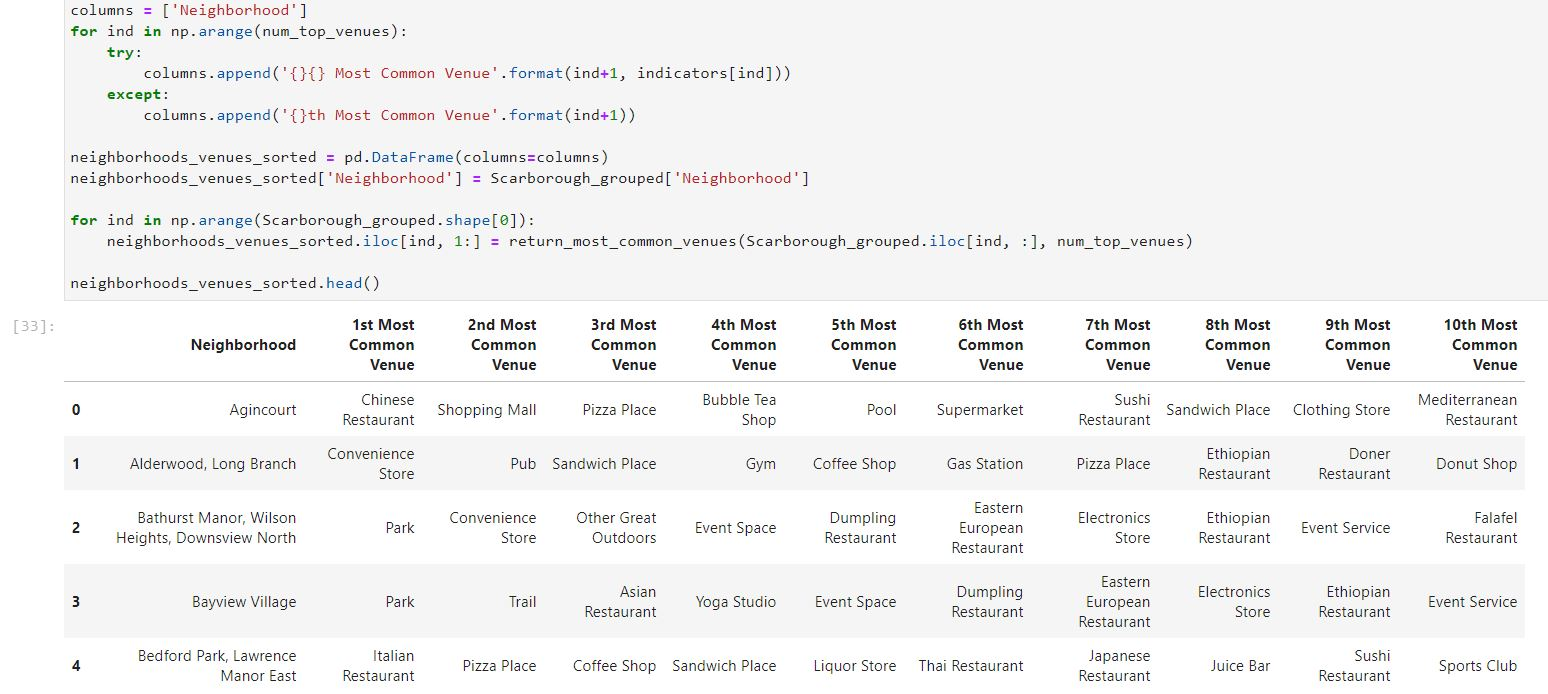 columns = ['Neighborhood']
for ind in np.arange(num_top_venues):
    try:
        columns.append('{}{} Most Common Venue'.format(ind+1, indicators[ind]))
    except:
        columns.append('{}th Most Common Venue'.format(ind+1))

neighborhoods_venues_sorted = pd.DataFrame(columns=columns)
neighborhoods_venues_sorted['Neighborhood'] = Scarborough_grouped['Neighborhood']

for ind in np.arange(Scarborough_grouped.shape[0]):
    neighborhoods_venues_sorted.iloc[ind, 1:] = return_most_common_venues(Scarborough_grouped.iloc[ind, :], num_top_venues)

neighborhoods_venues_sorted.head()
[33]:
Neighborhood 1st Most Common Venue 2nd Most Common Venue 3rd Most Common Venue 4th Most Common Venue 5th Most Common Venue 6th Most Common Venue 7th Most Common Venue 8th Most Common Venue 9th Most Common Venue 10th Most Common Venue
0 Agincourt Chinese Restaurant Shopping Mall Pizza Place Bubble Tea Shop Pool Supermarket Sushi Restaurant Sandwich Place Clothing Store Mediterranean Restaurant
1 Alderwood, Long Branch Convenience Store Pub Sandwich Place Gym Coffee Shop Gas Station Pizza Place Ethiopian Restaurant Doner Restaurant Donut Shop
2 Bathurst Manor, Wilson Heights, Downsview North Park Convenience Store Other Great Outdoors Event Space Dumpling Restaurant Eastern European Restaurant Electronics Store Ethiopian Restaurant Event Service Falafel Restaurant
3 Bayview Village Park Trail Asian Restaurant Yoga Studio Event Space Dumpling Restaurant Eastern European Restaurant Electronics Store Ethiopian Restaurant Event Service
4 Bedford Park, Lawrence Manor East Italian Restaurant Pizza Place Coffee Shop Sandwich Place Liquor Store Thai Restaurant Japanese Restaurant Juice Bar Sushi Restaurant Sports Club